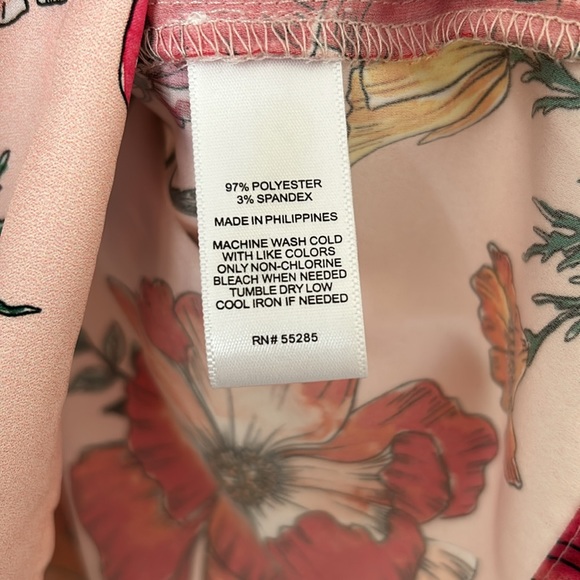 97% POLYESTER
3% SPANDEX
MADE IN PHILIPPINES
MACHINE WASH COLD
WITH LIKE COLORS
ONLY NON-CHLORINE
BLEACH WHEN NEEDED
TUMBLE DRY LOW
COOL IRON IF NEEDED
RN# 55285